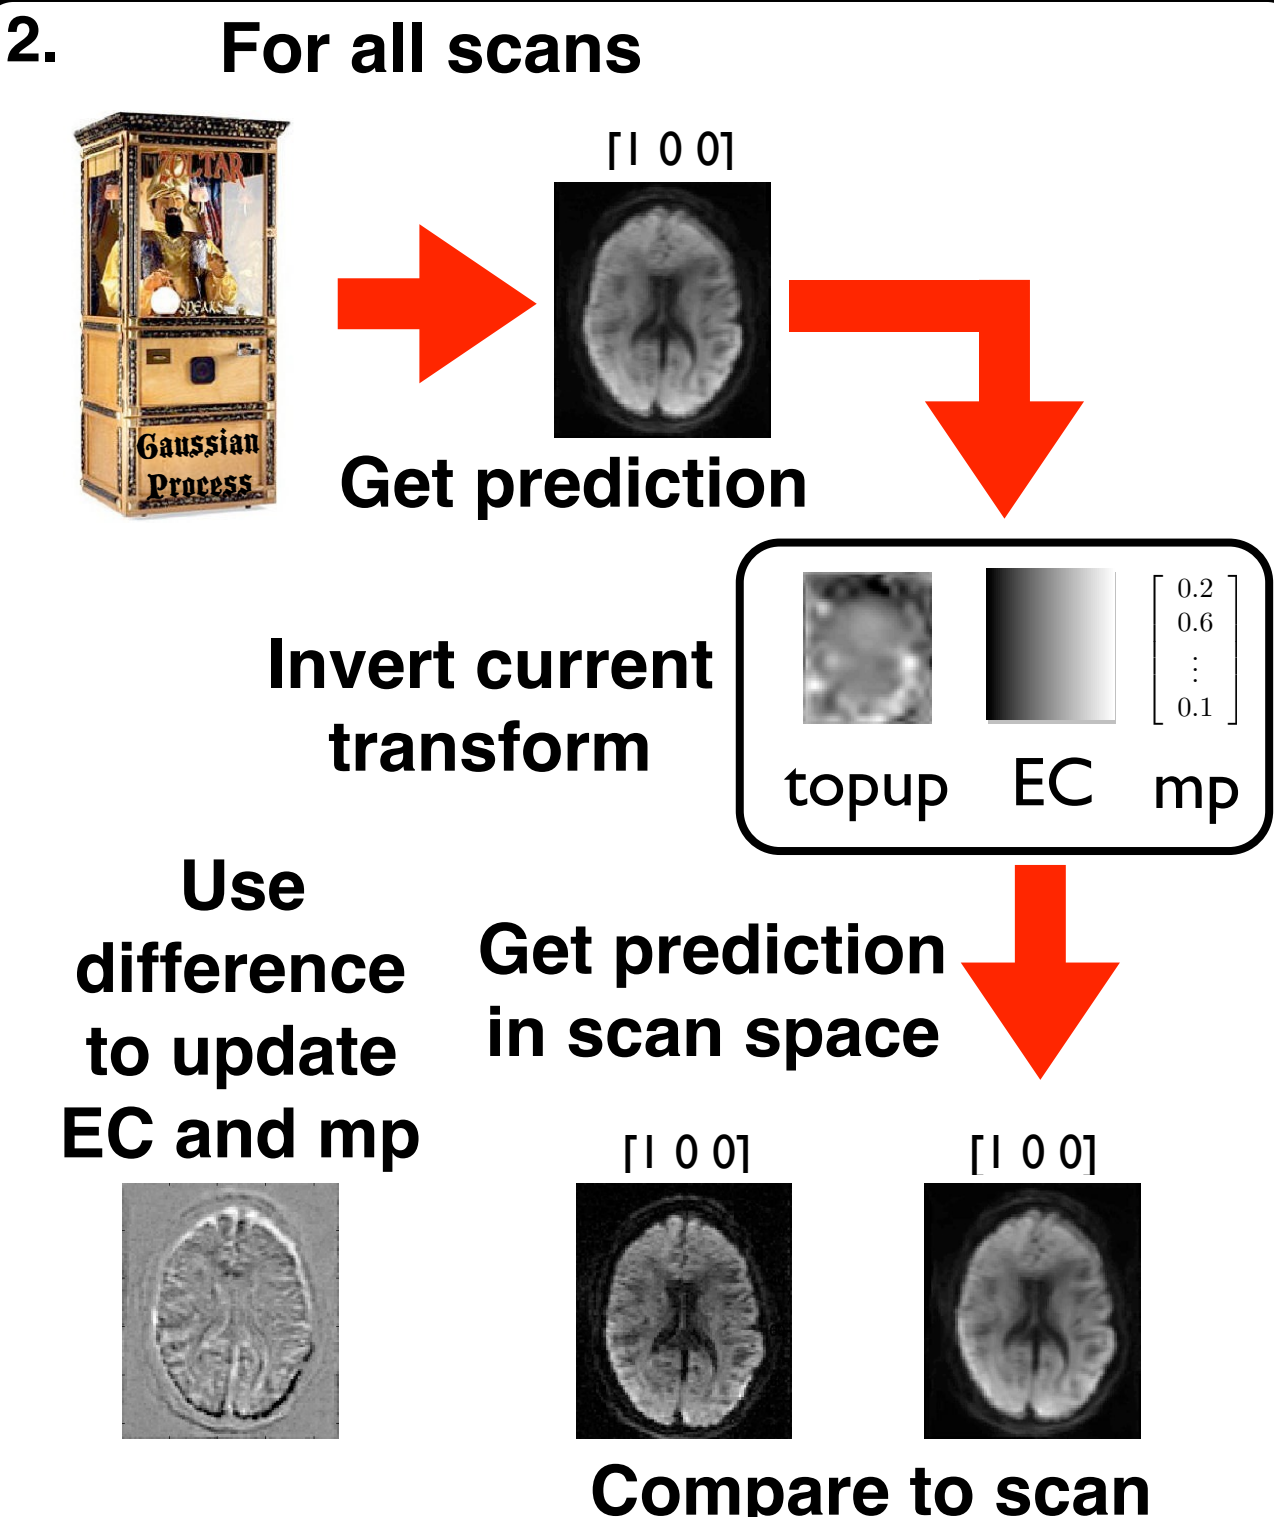 2.
For all scans
ZOLTAR
SPEAKS
Gaussian
Process
[1 0 0]
Get prediction
Invert current
transform
0.2
0.6
⋮
0.1
topup
EC
mp
Use
difference
to update
EC and mp
Get prediction
in scan space
[1 0 0]
[1 0 0]
Compare to scan